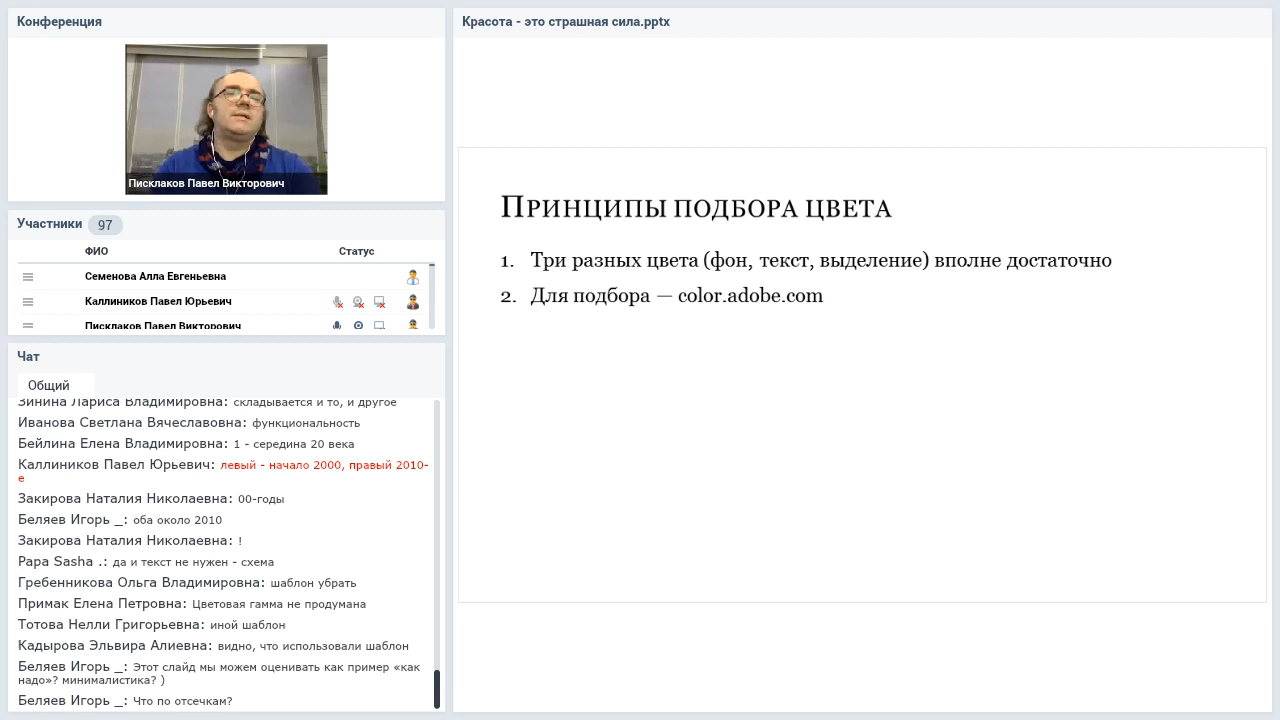 Конференция
Писклаков Павел Викторович
Участники 97
ФИО Статус
Семенова Алла Евгеньевна
Каллиников Павел Юрьевич
Писклаков Павел Викторович
Чат
Общий
Зинина Лариса Владимировна: складывается и то, и другое
Иванова Светлана Вячеславовна: функциональность
Бейлина Елена Владимировна: 1 - середина 20 века
Каллиников Павел Юрьевич: левый - начало 2000, правый 2010-
е
Закирова Наталия Николаевна: 00-годы
Беляев Игорь _: оба около 2010
Закирова Наталия Николаевна: !
Papa Sasha .: да и текст не нужен - схема
Гребенникова Ольга Владимировна: шаблон убрать
Примак Елена Петровна: Цветовая гамма не продумана
Тотова Нелли Григорьевна: иной шаблон
Кадырова Эльвира Алиевна: видно, что использовали шаблон
Беляев Игорь _: Этот слайд мы можем оценивать как пример «как
надо»? минималистика? )
Беляев Игорь _: Что по отсечкам?
Красота - это страшная сила.pptx
Принципы подбора цвета
1. Три разных цвета (фон, текст, выделение) вполне достаточно
2. Для подбора — color.adobe.com